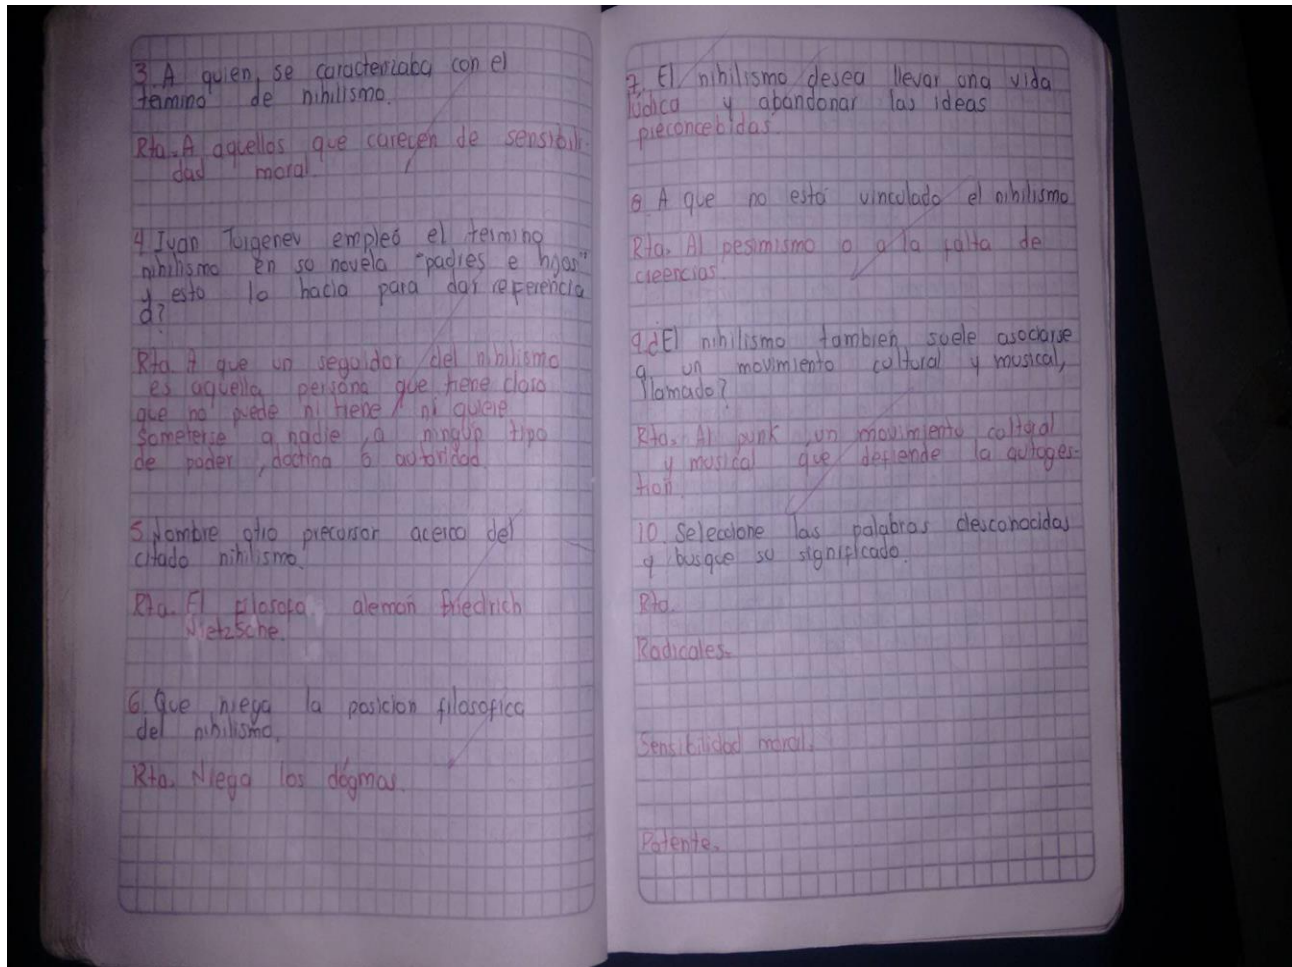 3. A quien, se caracterizaba con el
termino de nihilismo.
Rta. A aquellos que carecen de sensibili-
dad moral.
4. Ivan Turgenev empleó el termino
nihilismo en su novela "padres e hijos"
y esto lo hacia para dar referencia
a?
Rta. A que un seguidor del nihilismo
es aquella persona que tiene claro
que no puede ni tiene, ni quiere
someterse a nadie, a ningún tipo
de poder, doctina ó autoridad.
5. Nombre otro precursor acerca del
citado nihilismo.
Rta. El filosofo alemán Friedrich
Nietzsche.
6. Que niega la posicion filosofica
del nihilismo.
Rta. Niega los dógmas.
7. El nihilismo desea llevar una vida
lúdica y abandonar las ideas
preconcebidas
8. A que no está vinculado el nihilismo
Rta. Al pesimismo o a la falta de
creencias.
9. ¿El nihilismo tambien suele asociarse
a un movimiento cultural y musical,
llamado?
Rta. Al punk, un movimiento cultural
y musical que defiende la autoges-
tion.
10. Seleccione las palabras desconocidas
y busque su significado.
Rta.
Radicales.
Sensibilidad moral.
Potente.